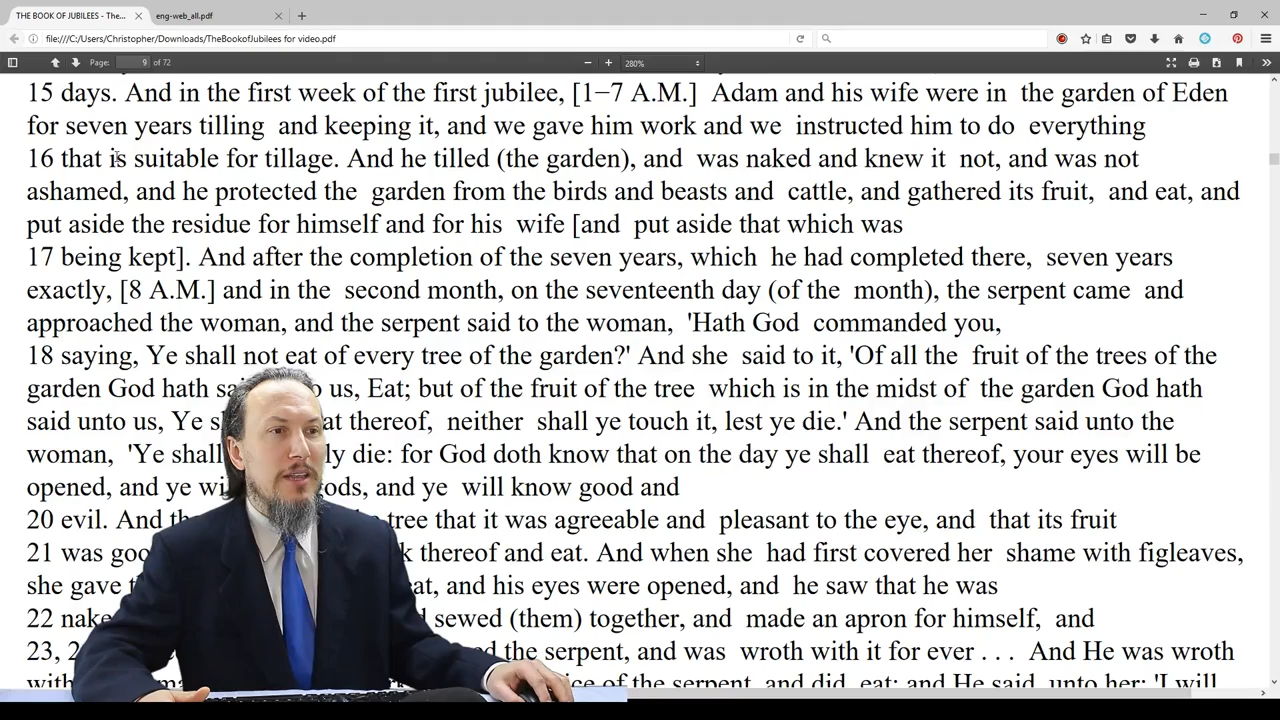 THE BOOK OF JUBILEES - The...
eng-web_all.pdf
file:///C:/Users/Christopher/Downloads/TheBookofJubilees for video.pdf
Page: 9 of 72
280%
15 days. And in the first week of the first jubilee, [1−7 A.M.] Adam and his wife were in the garden of Eden
for seven years tilling and keeping it, and we gave him work and we instructed him to do everything
16 that is suitable for tillage. And he tilled (the garden), and was naked and knew it not, and was not
ashamed, and he protected the garden from the birds and beasts and cattle, and gathered its fruit, and eat, and
put aside the residue for himself and for his wife [and put aside that which was
17 being kept]. And after the completion of the seven years, which he had completed there, seven years
exactly, [8 A.M.] and in the second month, on the seventeenth day (of the month), the serpent came and
approached the woman, and the serpent said to the woman, 'Hath God commanded you,
18 saying, Ye shall not eat of every tree of the garden?' And she said to it, 'Of all the fruit of the trees of the
garden God hath to us, Eat; but of the fruit of the tree which is in the midst of the garden God hath
said unto us, Ye thereof, neither shall ye touch it, lest ye die.' And the serpent said unto the
woman, 'Ye shall die: for God doth know that on the day ye shall eat thereof, your eyes will be
opened, and ye and ye will know good and
20 evil. And tree that it was agreeable and pleasant to the eye, and that its fruit
21 was thereof and eat. And when she had first covered her shame with figleaves,
she gave eat, and his eyes were opened, and he saw that he was
22 sewed (them) together, and made an apron for himself, and
23, the serpent, and was wroth with it for ever . . . And He was wroth
of the serpent, and did eat; and He said unto her: 'I will